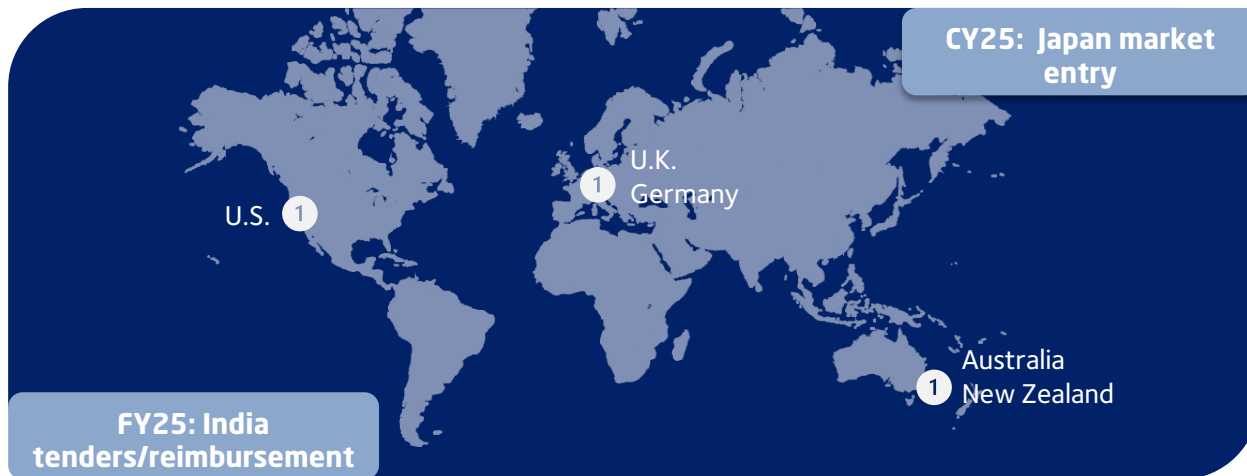 CY25: Japan market
entry
U.K.
1
Germany
U.S. 1
Australia
1
New Zealand
FY25: India
tenders/reimbursement